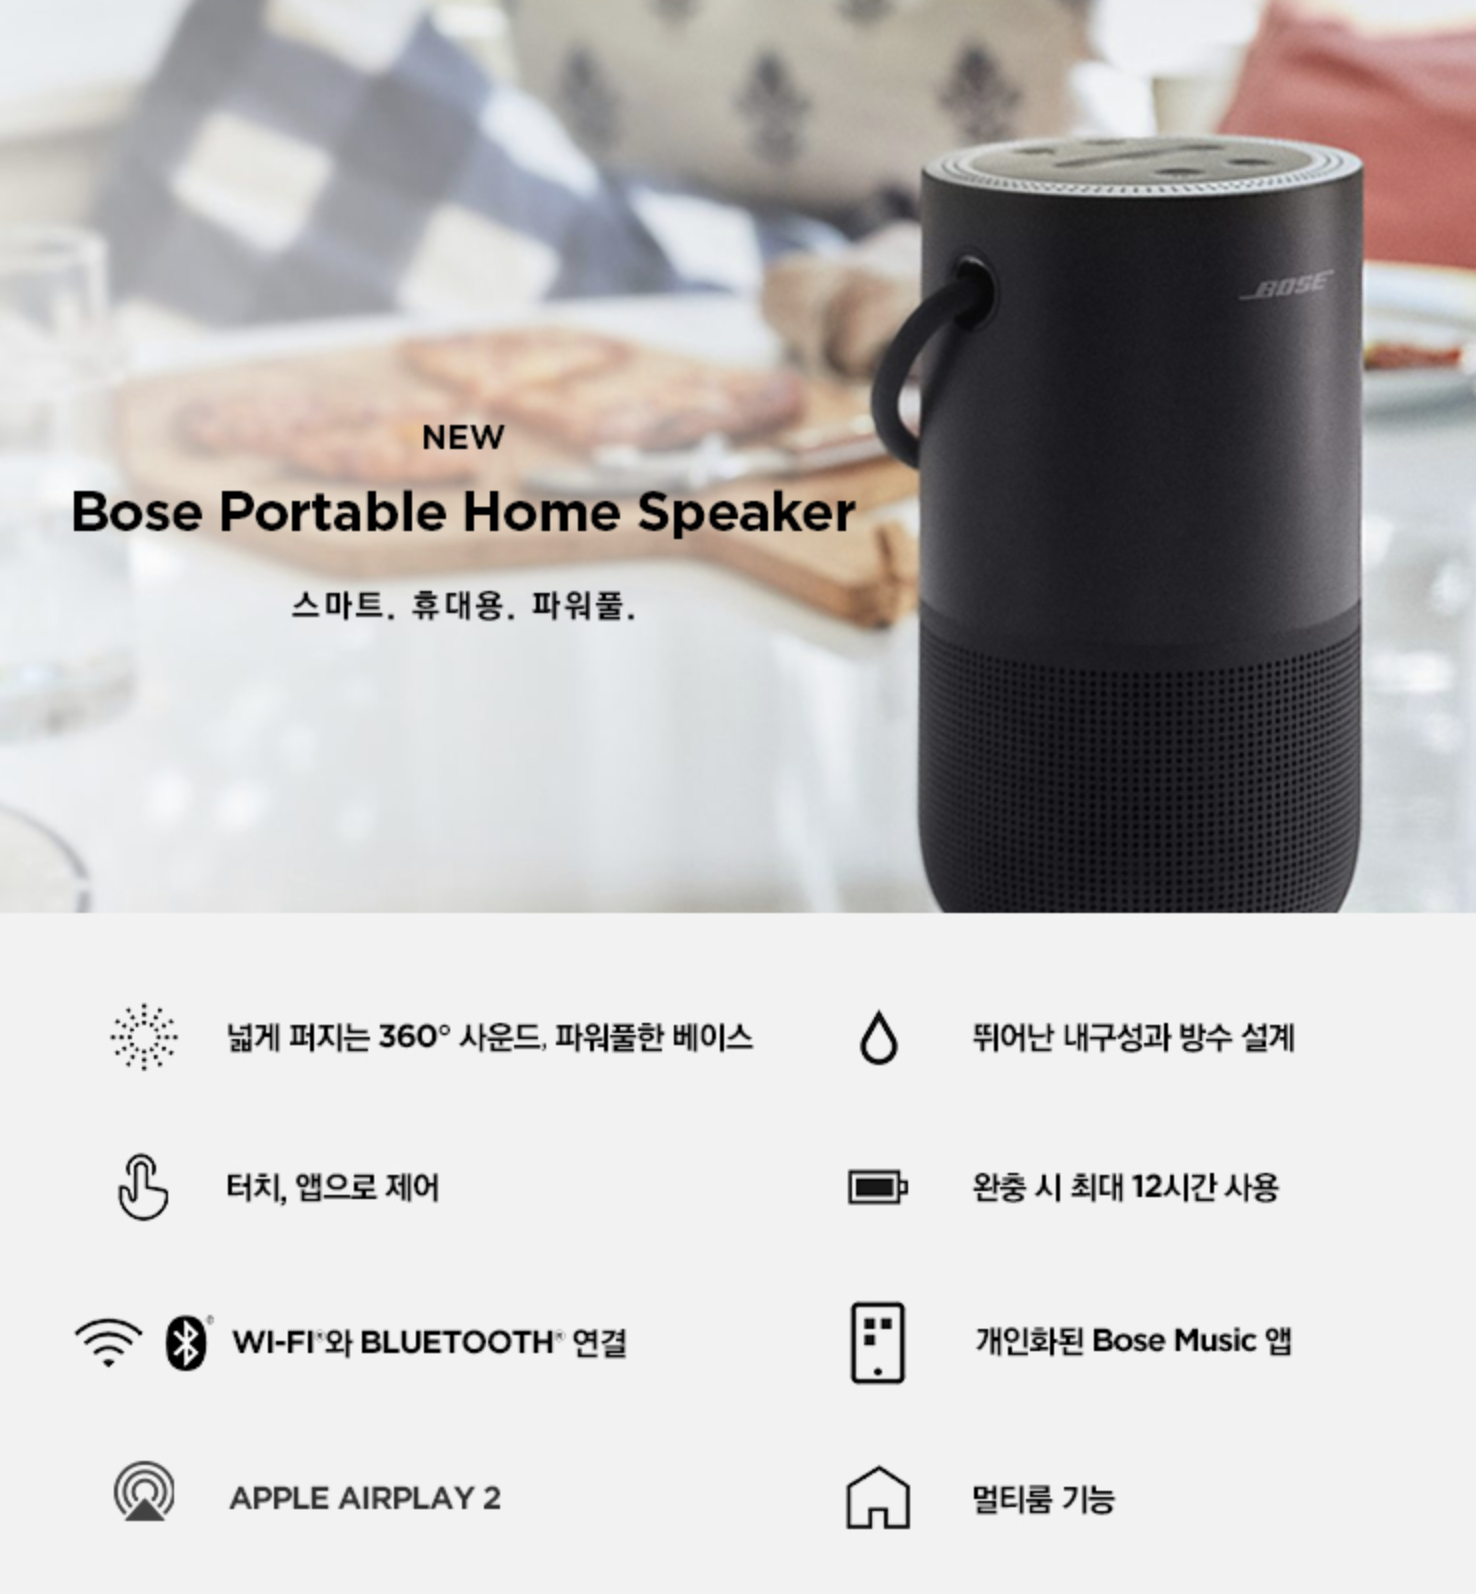 BOSE
NEW
Bose Portable Home Speaker
스마트. 휴대용. 파워풀.
넓게 퍼지는 360° 사운드, 파워풀한 베이스
뛰어난 내구성과 방수 설계
터치, 앱으로 제어
완충 시 최대 12시간 사용
WI-FI®와 BLUETOOTH® 연결
개인화된 Bose Music 앱
APPLE AIRPLAY 2
멀티룸 기능